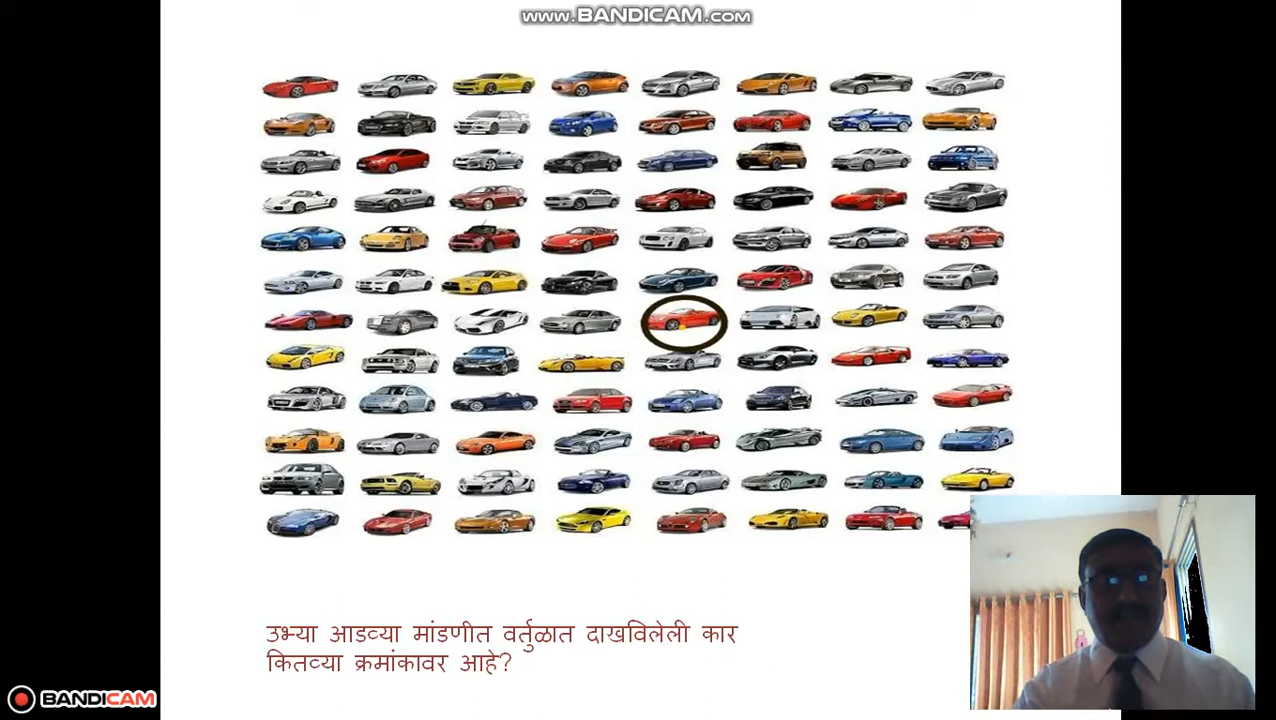 www.BANDICAM.com
उभ्या आडव्या मांडणीत वर्तुळात दाखविलेली कार
कितव्या क्रमांकावर आहे?
BANDICAM